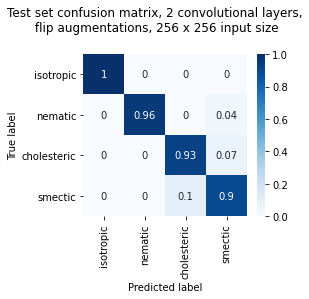 Test set confusion matrix, 2 convolutional layers,
flip augmentations, 256 x 256 input size
True label
isotropic 1 0 0 0
nematic 0 0.96 0 0.04
cholesteric 0 0 0.93 0.07
smectic 0 0 0.1 0.9
isotropic
nematic
cholesteric
smectic
Predicted label
1.0
0.8
0.6
0.4
0.2
0.0